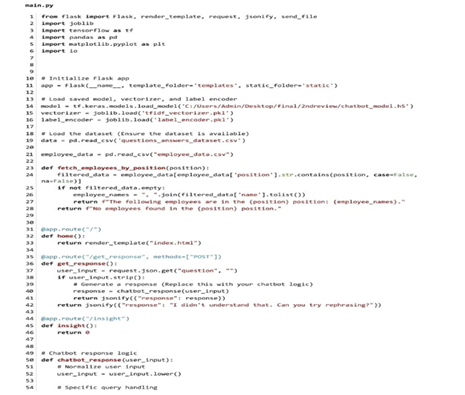 main.py
1 from flask import Flask, render_template, request, jsonify, send_file
2 import joblib
3 import tensorflow as tf
4 import pandas as pd
5 import matplotlib.pyplot as plt
6 import io
7
8
9
10 # Initialize Flask app
11 app = Flask(__name__, template_folder='templates', static_folder='static')
12
13 # Load saved model, vectorizer, and label encoder
14 model = tf.keras.models.load_model('C:/Users/Admin/Desktop/final/2ndreview/chatbot_model.h5')
15 vectorizer = joblib.load('tfidf_vectorizer.pkl')
16 label_encoder = joblib.load('label_encoder.pkl')
17
18 # Load the dataset (Ensure the dataset is available)
19 data = pd.read_csv('questions_answers_dataset.csv')
20
21 employee_data = pd.read_csv("employee_data.csv")
22
23 def fetch_employees_by_position(position):
24 filtered_data = employee_data[employee_data['position'].str.contains(position, case=False,
na=False)]
25 if not filtered_data.empty:
26 employee_names = ", ".join(filtered_data['name'].tolist())
27 return f"The following employees are in the {position} position: {employee_names}."
28 return f"No employees found in the {position} position."
29
30
31 @app.route("/")
32 def home():
33 return render_template("index.html")
34
35 @app.route("/get_response", methods=["POST"])
36 def get_response():
37 user_input = request.json.get("question", "")
38 if user_input.strip():
39 # Generate a response (Replace this with your chatbot logic)
40 response = chatbot_response(user_input)
41 return jsonify({"response": response})
42 return jsonify({"response": "I didn't understand that. Can you try rephrasing?"})
43
44 @app.route("/insight")
45 def insight():
46 return 0
47
48
49 # Chatbot response logic
50 def chatbot_response(user_input):
51 # Normalize user input
52 user_input = user_input.lower()
53
54 # Specific query handling